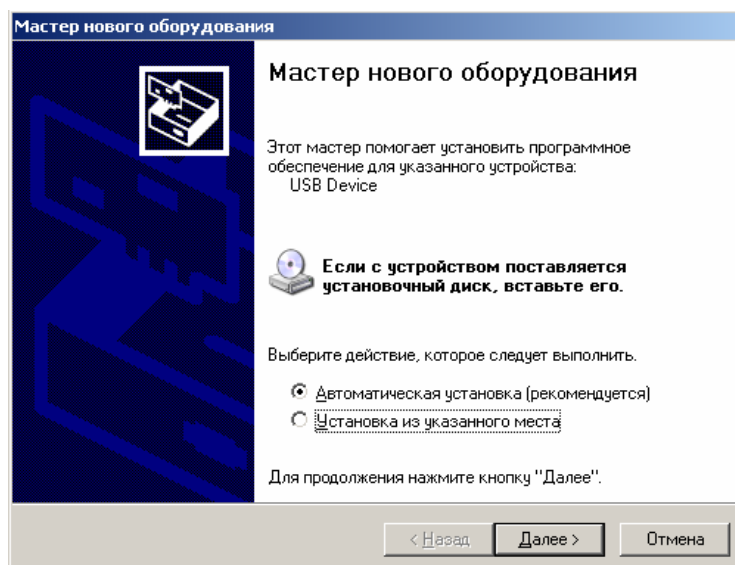 Мастер нового оборудования
Мастер нового оборудования
Этот мастер помогает установить программное
обеспечение для указанного устройства:
USB Device
Если с устройством поставляется
установочный диск, вставьте его.
Выберите действие, которое следует выполнить.
Автоматическая установка (рекомендуется)
Установка из указанного места
Для продолжения нажмите кнопку "Далее".
< Назад Далее > Отмена